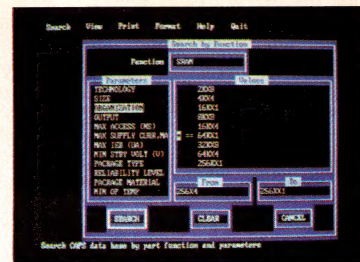 Search View Print Format Help Quit
Search by Function
Function SRAM
Parameters
Values
TECHNOLOGY
SIZE
ORGANIZATION
OUTPUT
MAX ACCESS (NS)
MAX SUPPLY CURR.MA
MAX ISB (UA)
MIN STBY VOLT (V)
PACKAGE TYPE
RELIABILITY LEVEL
PACKAGE MATERIAL
MIN OP TEMP
2KX8
4KX4
16KX1
8KX8
16KX4
== 64KX1
32KX8
64KX4
256KX1
From
To
256X4
256KX1
SEARCH CLEAR CANCEL
Search CAPS data base by part function and parameters